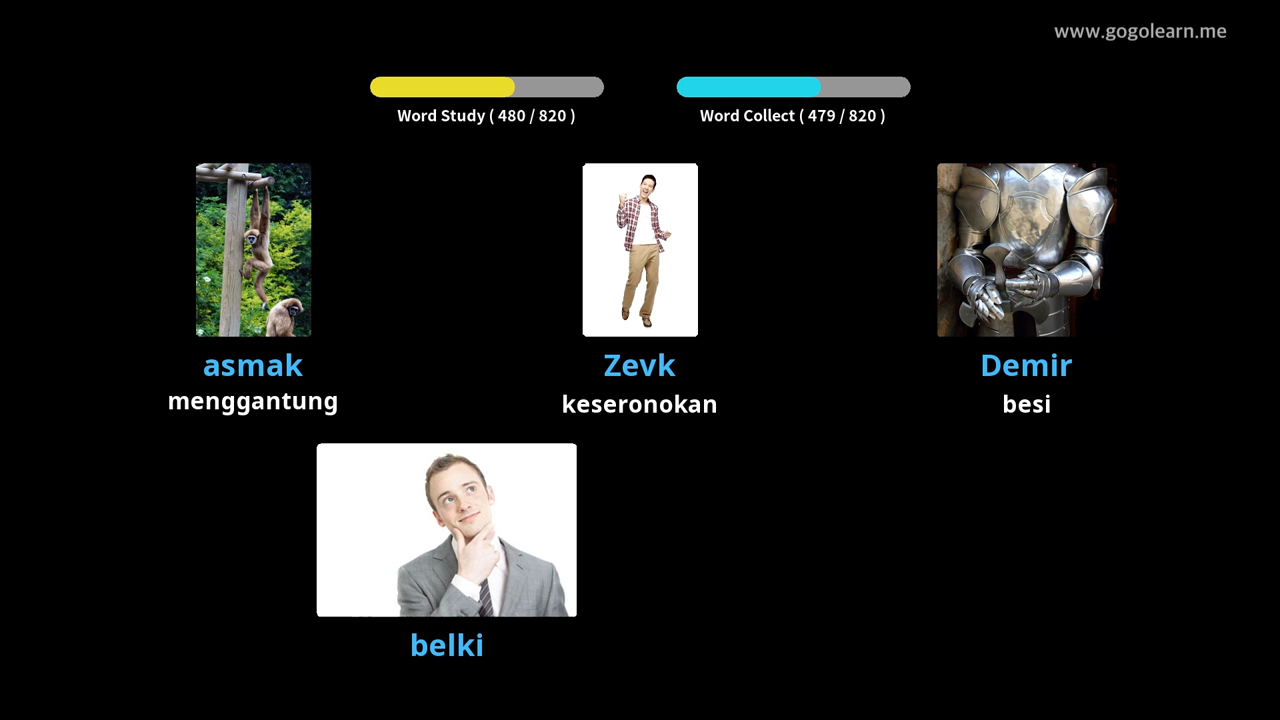 www.gogolearn.me
Word Study ( 480 / 820 )
Word Collect ( 479 / 820 )
asmak
menggantung
Zevk
keseronokan
Demir
besi
belki